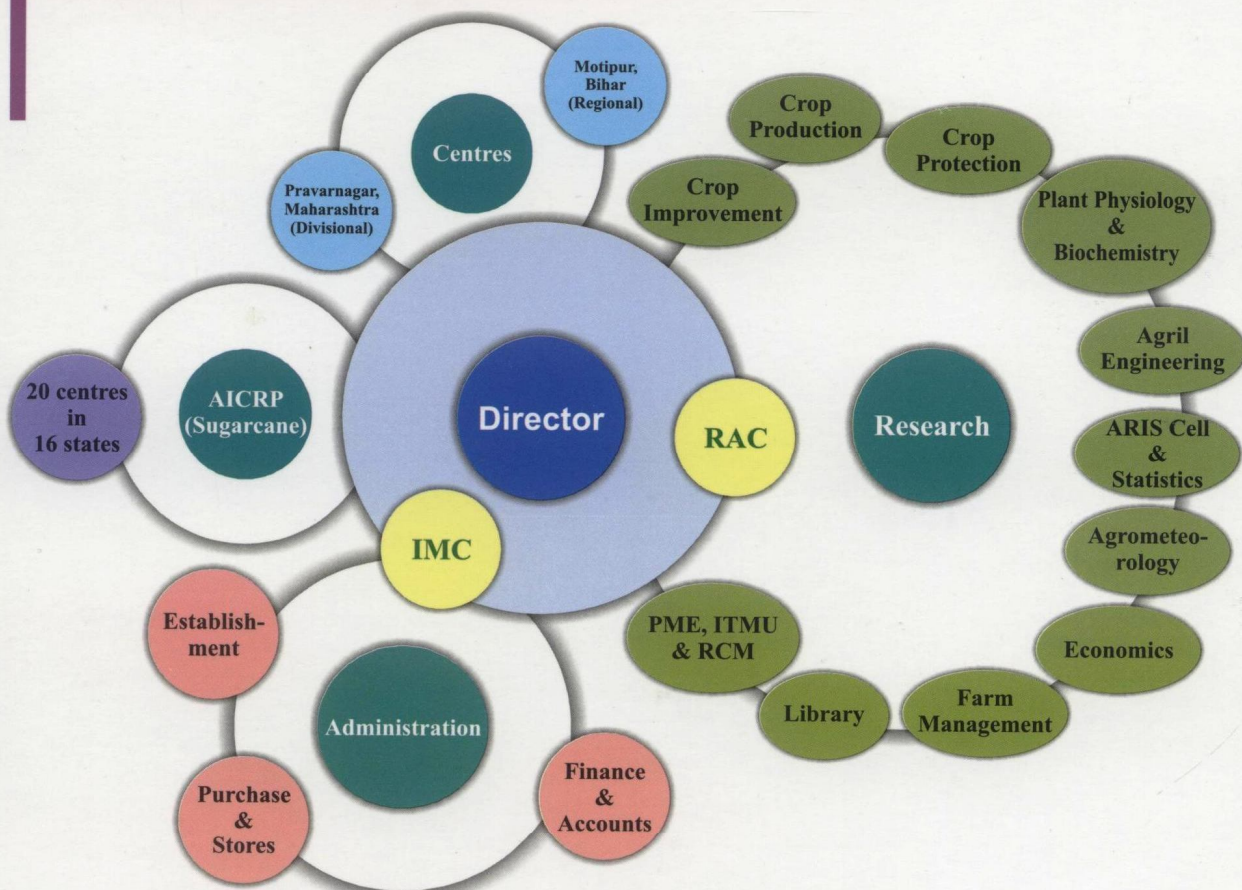 Motipur,
Bihar
(Regional)
Centres
Pravarnagar,
Maharashtra
(Divisional)
Crop
Production
Crop
Protection
Crop
Improvement
Plant Physiology
&
Biochemistry
Agril
Engineering
20 centres
in
16 states
AICRP
(Sugarcane)
Director
RAC
Research
ARIS Cell
&
Statistics
IMC
Agrometeo-
rology
Establish-
ment
PME, ITMU
& RCM
Economics
Library
Farm
Management
Administration
Purchase
&
Stores
Finance
&
Accounts